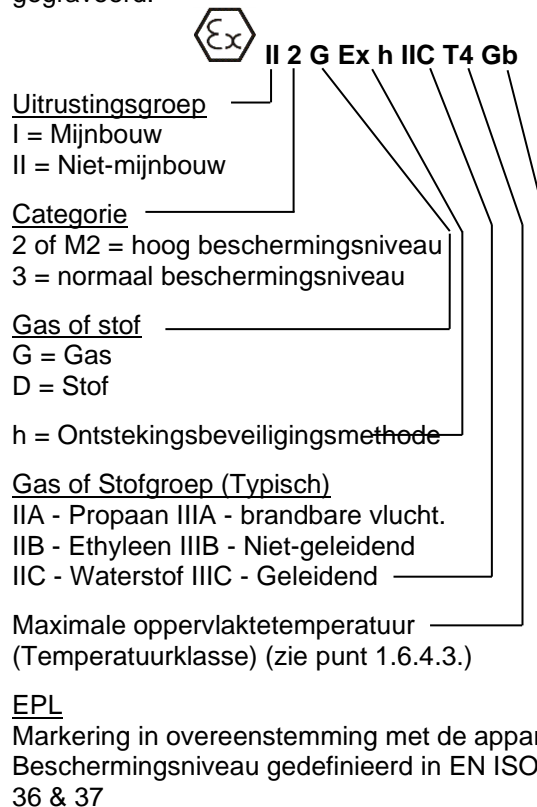 Ex II 2 G Ex h IIC T4 Gb
Uitrustingsgroep
I = Mijnbouw
II = Niet-mijnbouw
Categorie
2 of M2 = hoog beschermingsniveau
3 = normaal beschermingsniveau
Gas of stof
G = Gas
D = Stof
h = Ontstekingsbeveiligingsmethode
Gas of Stofgroep (Typisch)
IIA - Propaan IIIA - brandbare vlucht.
IIB - Ethyleen IIIB - Niet-geleidend
IIC - Waterstof IIIC - Geleidend
Maximale oppervlaktetemperatuur
(Temperatuurklasse) (zie punt 1.6.4.3.)
EPL
Markering in overeenstemming met de appar
Beschermingsniveau gedefinieerd in EN ISO
36 & 37